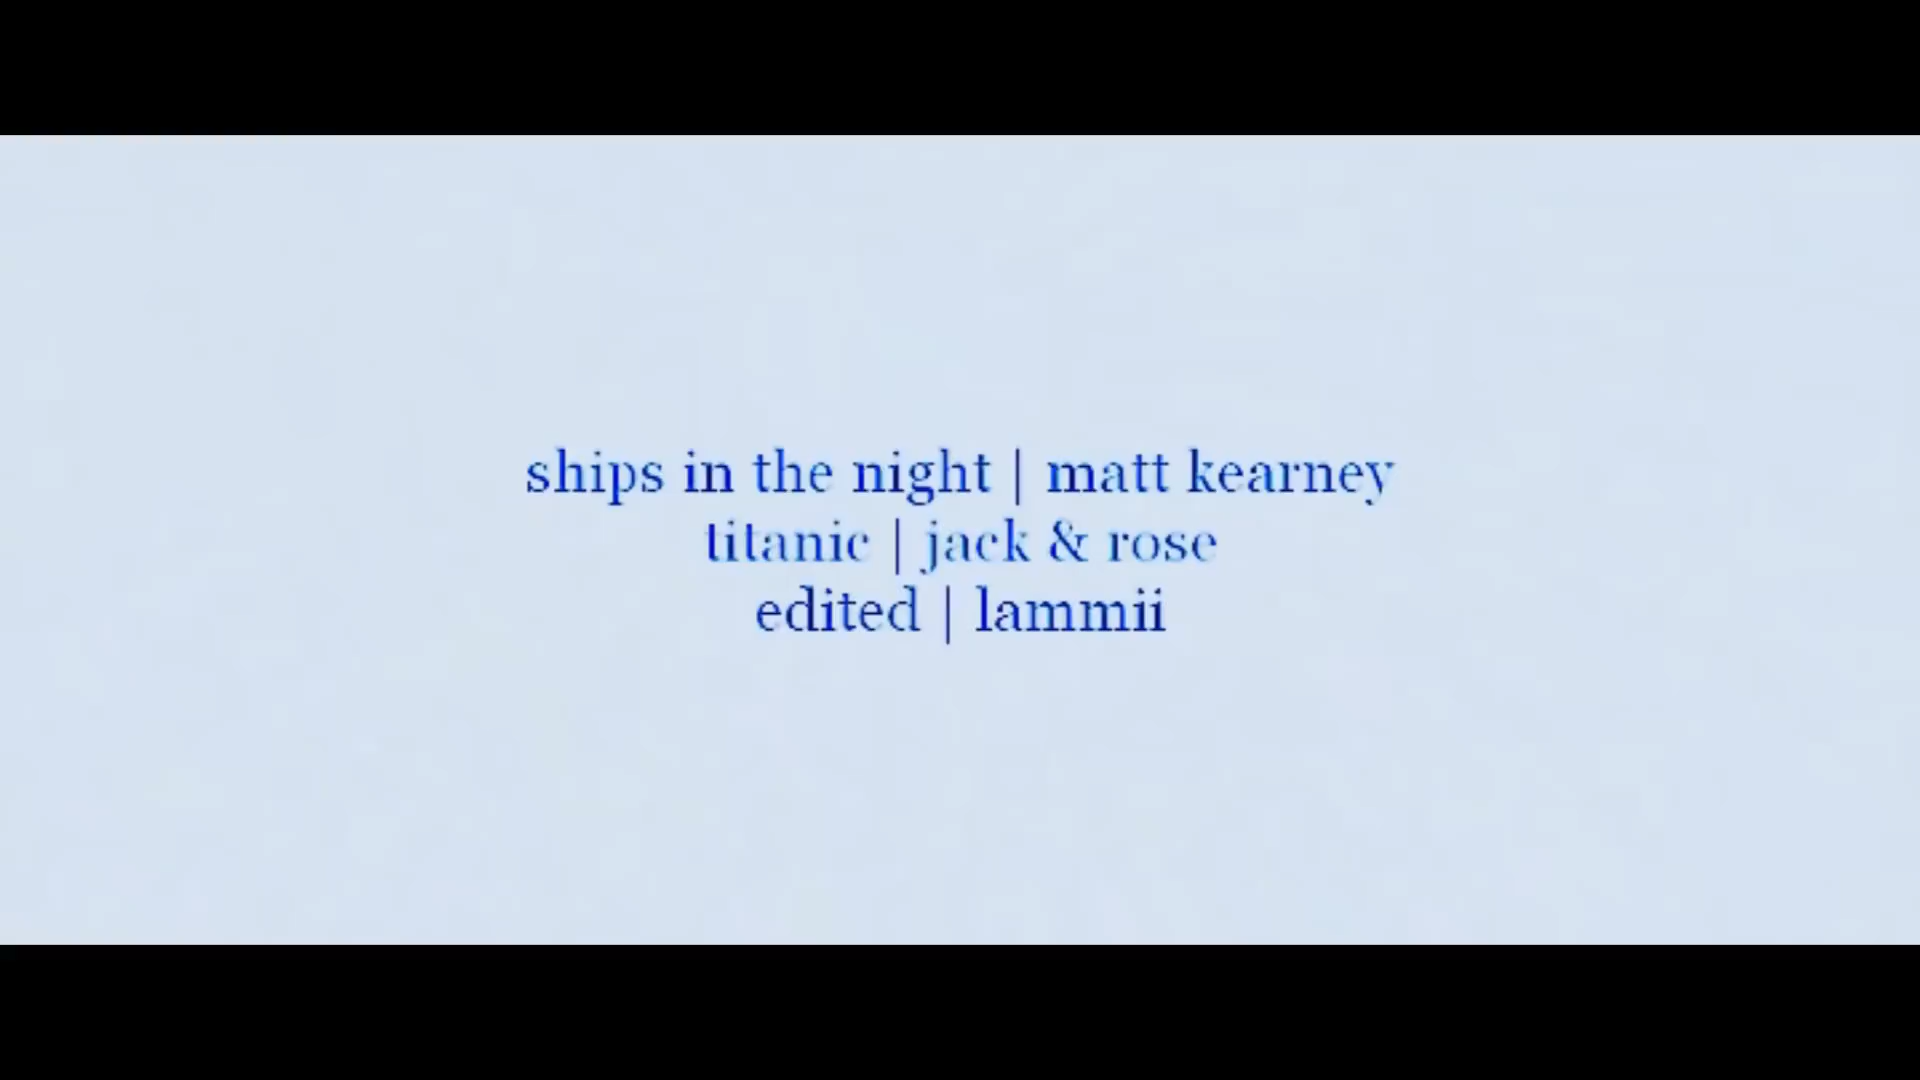 ships in the night | matt kearney
titanic | jack & rose
edited | lammii